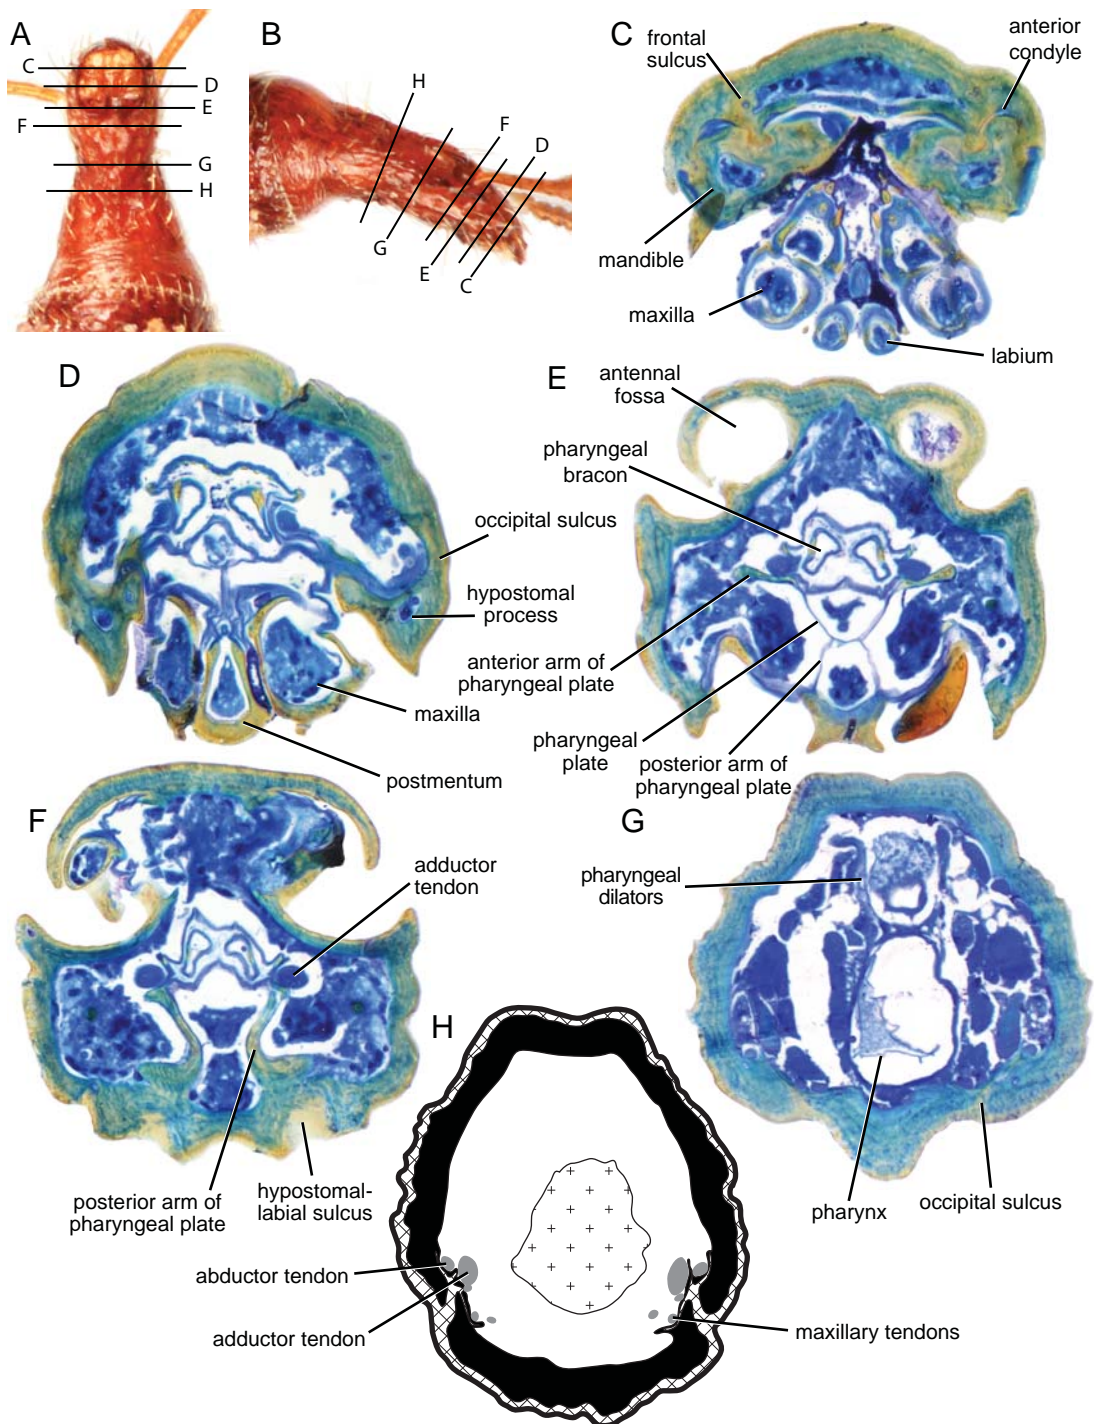 A
C
D
E
F
G
H
B
H
F
D
G
E
C
C
frontal
sulcus
anterior
condyle
mandible
maxilla
labium
D
occipital sulcus
hypostomal
process
maxilla
postmentum
E
antennal
fossa
pharyngeal
bracon
anterior arm of
pharyngeal plate
pharyngeal
plate
posterior arm of
pharyngeal plate
F
adductor
tendon
posterior arm of
pharyngeal plate
hypostomal-
labial sulcus
G
pharyngeal
dilators
pharynx
occipital sulcus
H
abductor tendon
adductor tendon
maxillary tendons